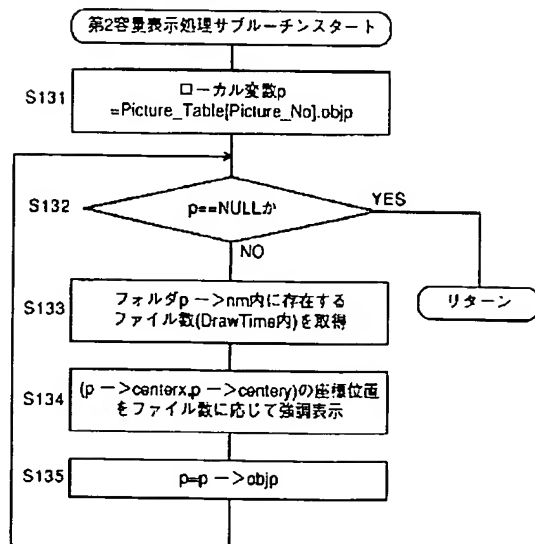 第2容量表示処理サブルーチンスタート
S131
ローカル変数p
=Picture_Table[Picture_No].objp
S132
p==NULLか
YES
NO
リターン
S133
フォルダp —>nm内に存在する
ファイル数(DrawTime内)を取得
S134
(p —>centerx,p —>centery)の座標位置
をファイル数に応じて強調表示
S135
p=p —>objp